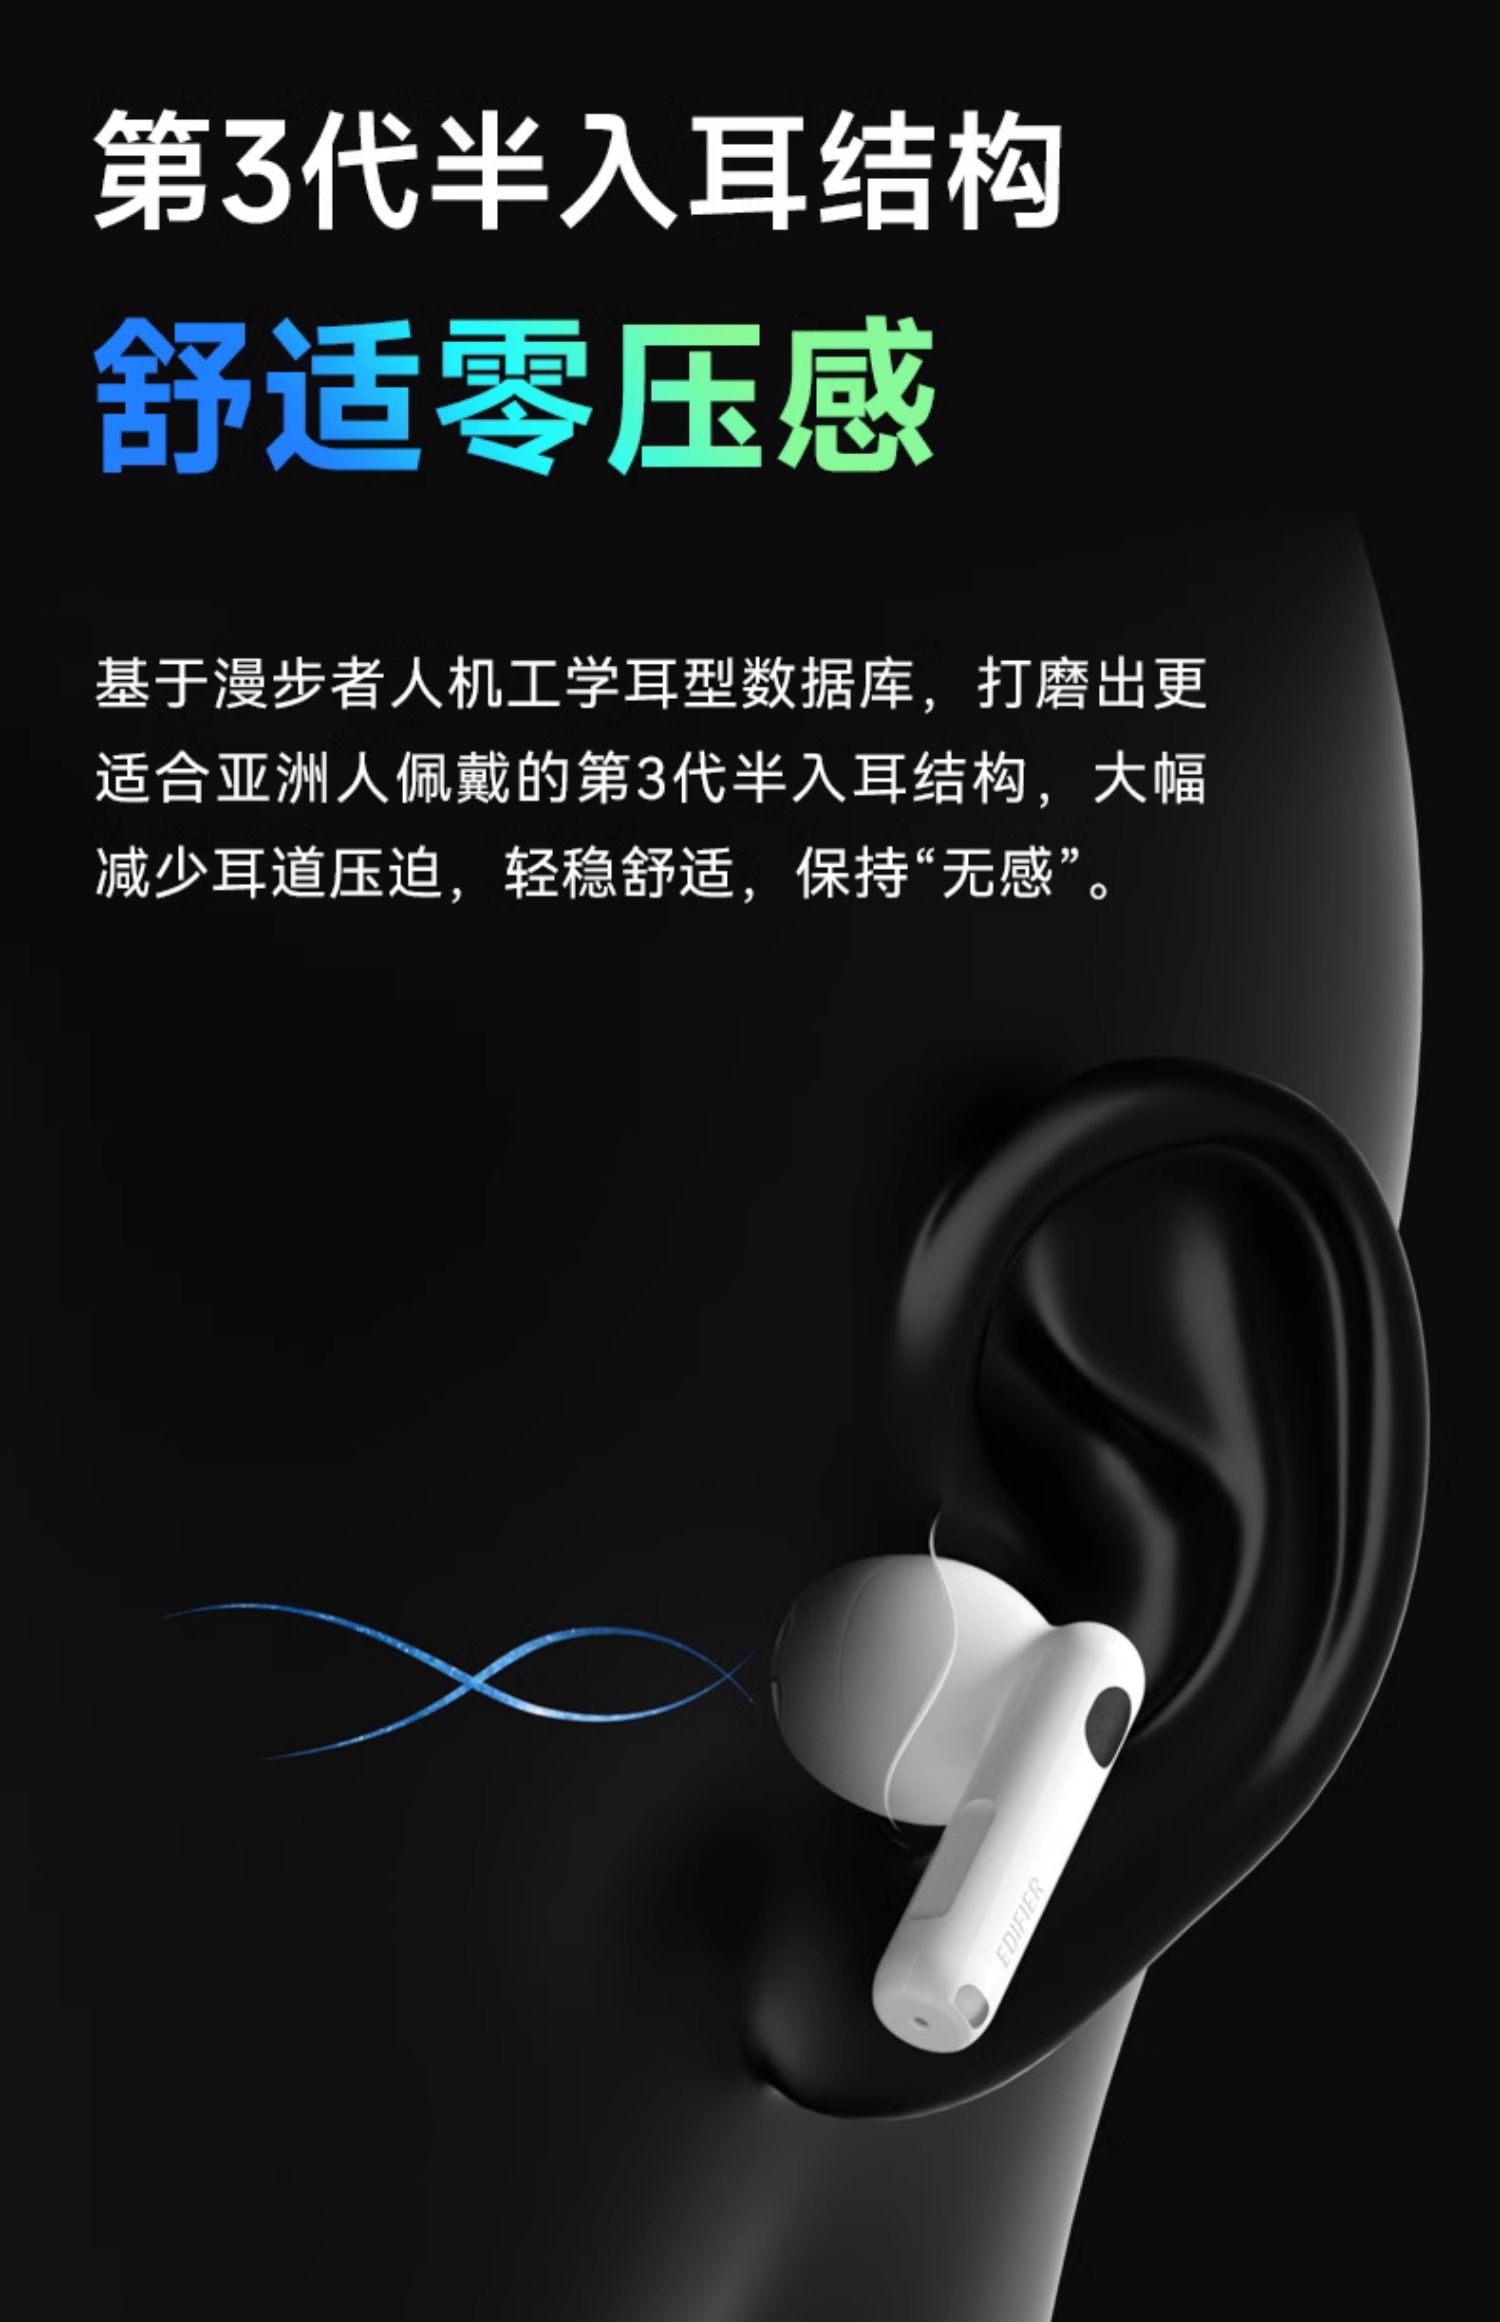 第3代半入耳结构
舒适零压感
基于漫步者人机工学耳型数据库，打磨出更
适合亚洲人佩戴的第3代半入耳结构，大幅
减少耳道压迫，轻稳舒适，保持“无感”。
EDIFIER